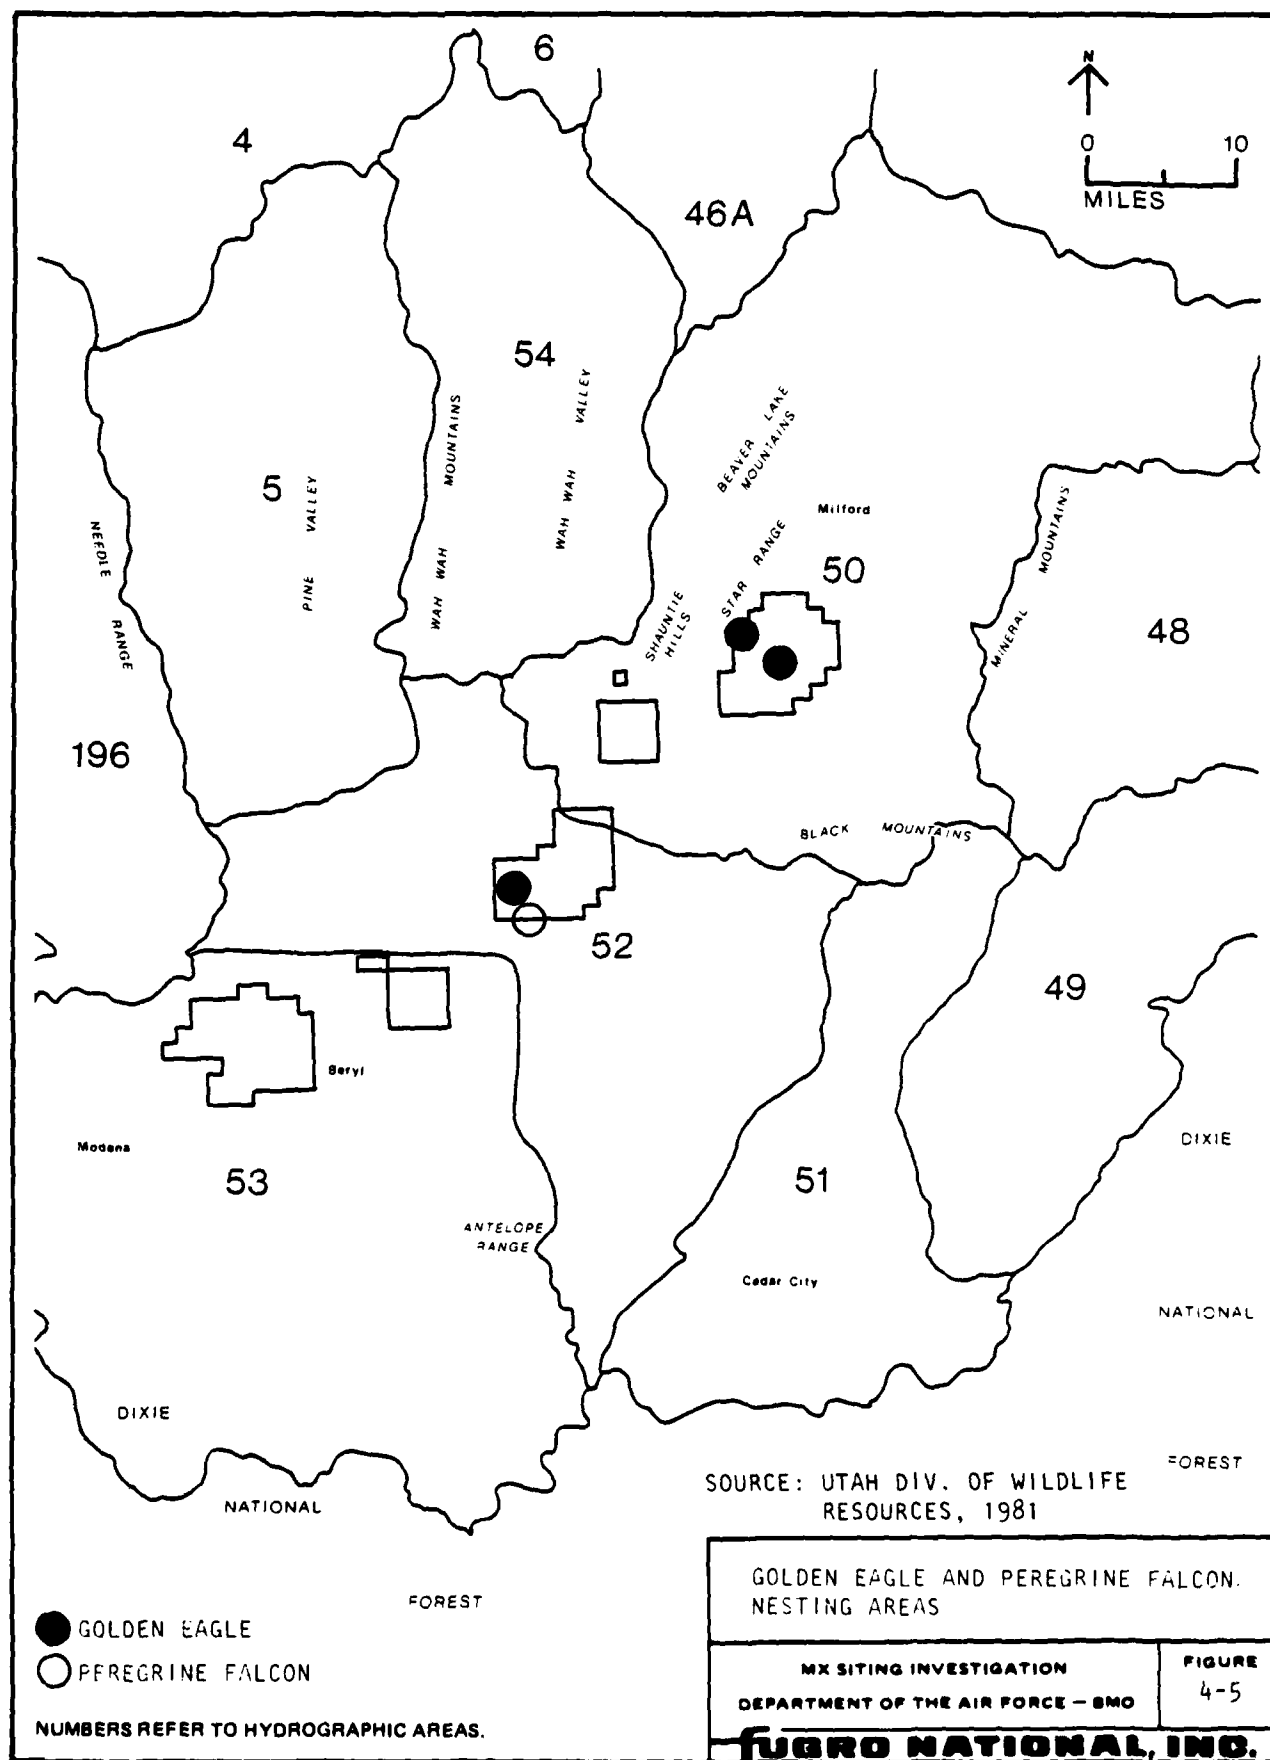 6
N
4
0 10
MILES
46A
54
WAH WAH MOUNTAINS
WAH WAH VALLEY
BEAVER LAKE
MOUNTAINS
5
PINE VALLEY
Milford
NEEDLE RANGE
STAR RANGE
50
MINERAL MOUNTAINS
SHAUNTIE
HILLS
48
196
BLACK MOUNTAINS
52
49
Beryl
Modena
DIXIE
53
51
ANTELOPE
RANGE
Cedar City
NATIONAL
DIXIE
FOREST
SOURCE: UTAH DIV. OF WILDLIFE
RESOURCES, 1981
NATIONAL
FOREST
GOLDEN EAGLE
PEREGRINE FALCON
NUMBERS REFER TO HYDROGRAPHIC AREAS.
GOLDEN EAGLE AND PEREGRINE FALCON.
NESTING AREAS
MX SITING INVESTIGATION
DEPARTMENT OF THE AIR FORCE – BMO
FIGURE
4-5
fugro national, inc.